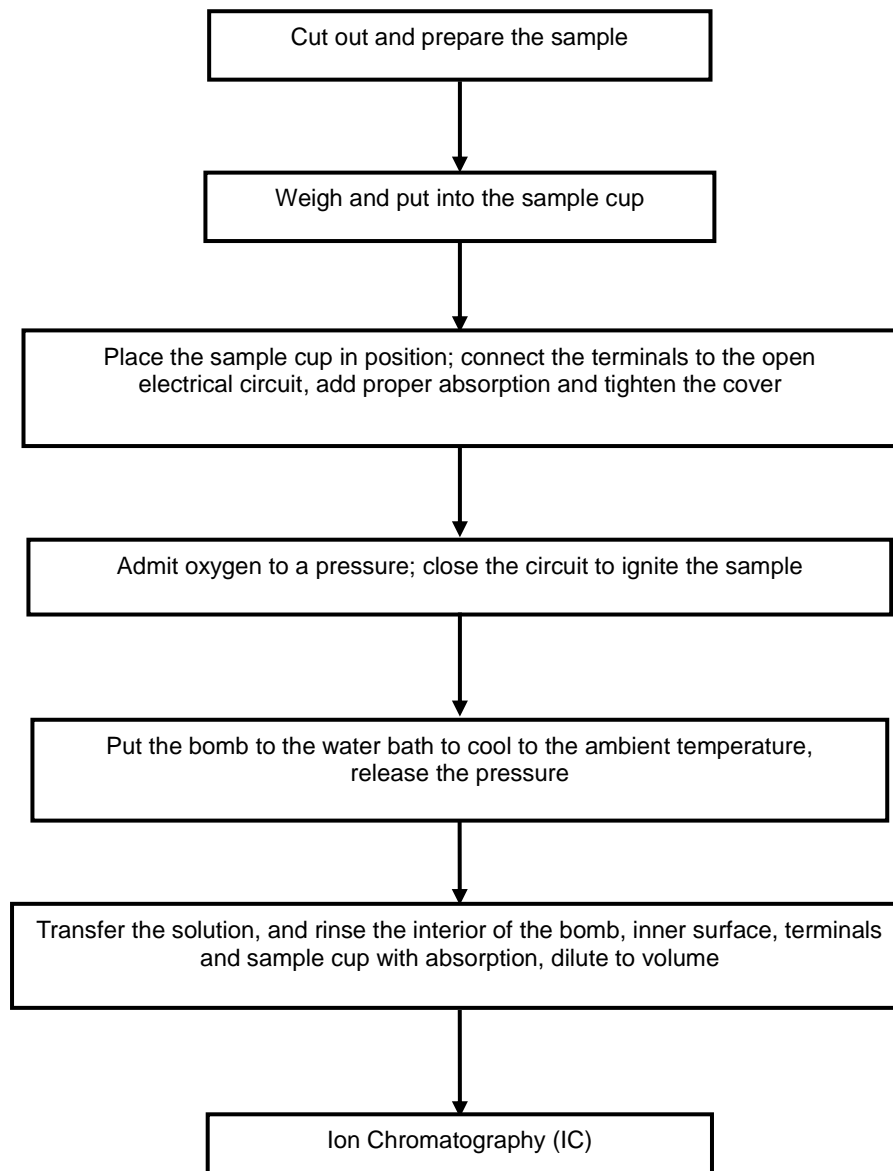 Cut out and prepare the sample
Weigh and put into the sample cup
Place the sample cup in position; connect the terminals to the open
electrical circuit, add proper absorption and tighten the cover
Admit oxygen to a pressure; close the circuit to ignite the sample
Put the bomb to the water bath to cool to the ambient temperature,
release the pressure
Transfer the solution, and rinse the interior of the bomb, inner surface, terminals
and sample cup with absorption, dilute to volume
Ion Chromatography (IC)